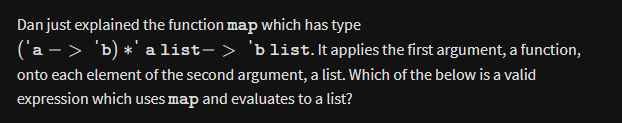 Dan just explained the function map which has type
('a −> 'b) *' a list− > 'b list. It applies the first argument, a function,
onto each element of the second argument, a list. Which of the below is a valid
expression which uses map and evaluates to a list?